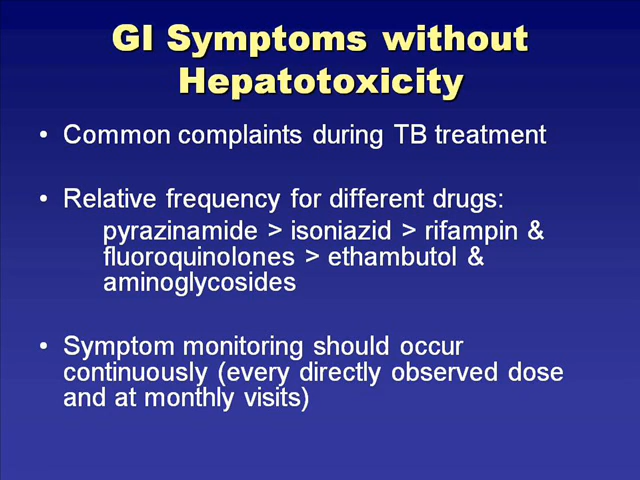 GI Symptoms without
Hepatotoxicity
• Common complaints during TB treatment
• Relative frequency for different drugs:
pyrazinamide > isoniazid > rifampin &
fluoroquinolones > ethambutol &
aminoglycosides
• Symptom monitoring should occur
continuously (every directly observed dose
and at monthly visits)